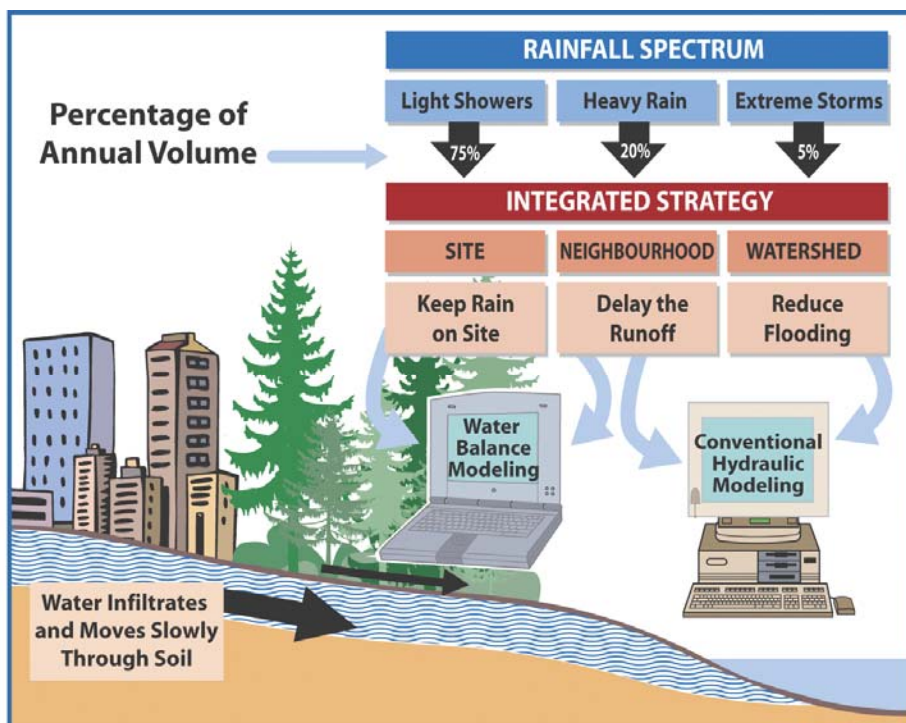 RAINFALL SPECTRUM
Light Showers
Heavy Rain
Extreme Storms
Percentage of
Annual Volume
75%
20%
5%
INTEGRATED STRATEGY
SITE
NEIGHBOURHOOD
WATERSHED
Keep Rain
on Site
Delay the
Runoff
Reduce
Flooding
Water
Balance
Modeling
Conventional
Hydraulic
Modeling
Water Infiltrates
and Moves Slowly
Through Soil